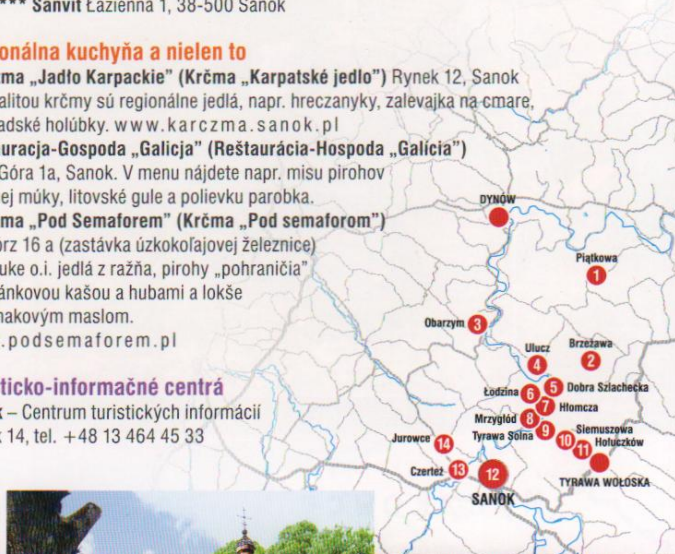 *** Sanvit Łazienna 1, 38-500 Sanok
onálna kuchyňa a nielen to
ma „Jadło Karpackie” (Krčma „Karpatské jedlo”) Rynek 12, Sanok
alitou krčmy sú regionálne jedlá, napr. hreczanyky, zalevajka na cmare,
adské holúbky. www.karczma.sanok.pl
uracja-Gospoda „Galicja” (Reštaurácia-Hospoda „Galícia”)
Góra 1a, Sanok. V menu nájdete napr. misu pirohov
ej múky, litovské gule a polievku parobka.
ma „Pod Semaforem” (Krčma „Pod semaforom”)
orz 16 a (zastávka úzkokoľajovej železnice)
uke o.i. jedlá z ražňa, pirohy „pohraničia”
ánkovou kašou a hubami a lokše
nakovým maslom.
.podsemaforem.pl
ticko-informačné centrá
k – Centrum turistických informácií
k 14, tel. +48 13 464 45 33
DYNÓW
Piątkowa
1
Obarzym 3
Ulucz
4
Brzeżawa
2
5 Dobra Szlachecka
Łodzina 6
7 Hłomcza
Mrzygłód 8
Tyrawa Solna 9
Siemuszowa
10
11 Hołuczków
TYRAWA WOŁOSKA
Jurowce 14
Czerteż 13
12
SANOK